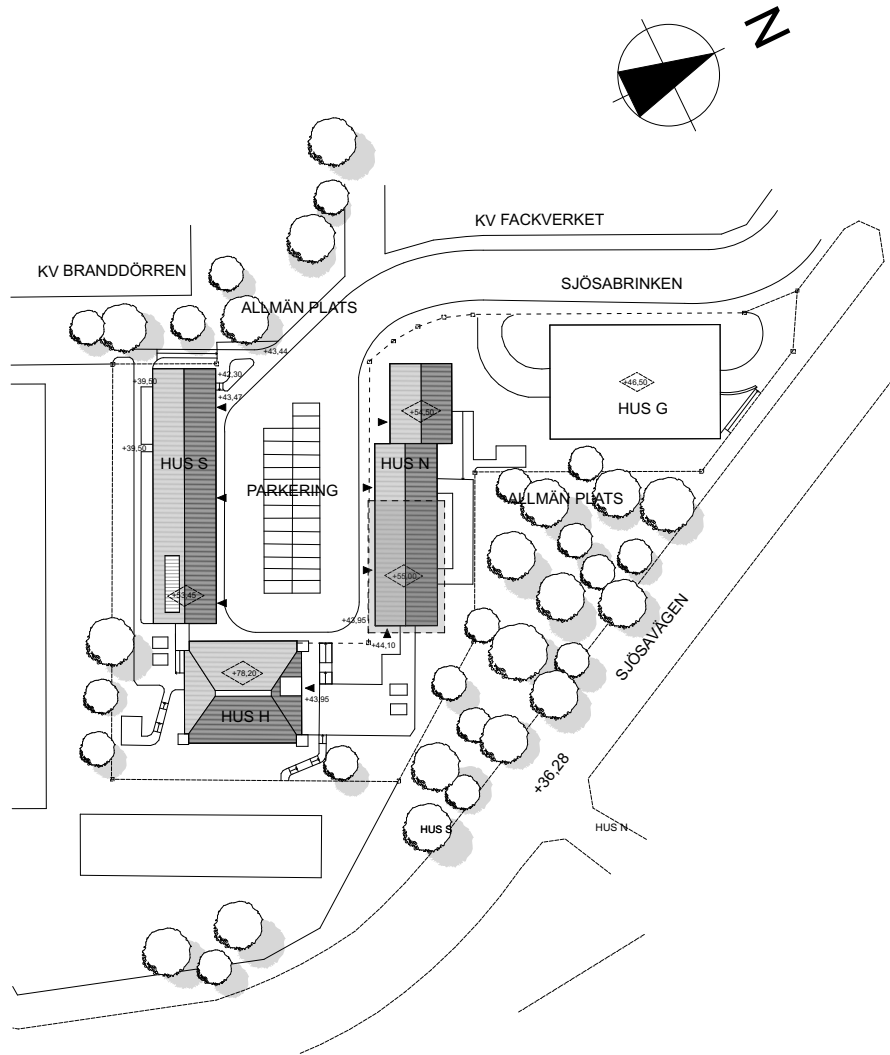 N
KV FACKVERKET
KV BRANDDÖRREN
SJÖSABRINKEN
ALLMÄN PLATS
+43,44
+42,30
+39,50
+43,47
+46,50
+54,50
HUS G
+39,50
HUS S
HUS N
PARKERING
ALLMÄN PLATS
+55,00
+53,45
+43,95
+44,10
SJÖSAVÄGEN
+78,20
+43,95
HUS H
+36,28
HUS S
HUS N